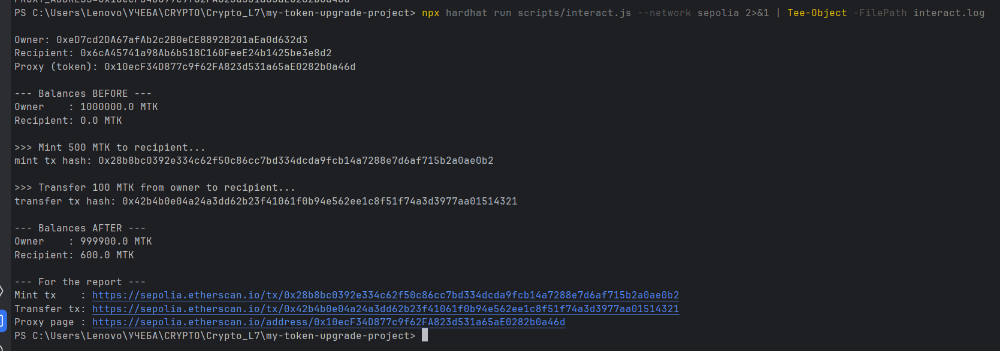 PROXY_ADDRESS=0x10ecF34D877c9f62FA823d531a65aE0282b0a46d
PS C:\Users\Lenovo\УЧЕБА\CRYPTO\Crypto_L7\my-token-upgrade-project> npx hardhat run scripts/interact.js --network sepolia 2>&1 | Tee-Object -FilePath interact.log
Owner: 0xeD7cd2DA67afAb2c2B0eCE8892B201aEa0d632d3
Recipient: 0x6cA45741a98Ab6b518C160FeeE24b1425be3e8d2
Proxy (token): 0x10ecF34D877c9f62FA823d531a65aE0282b0a46d
--- Balances BEFORE ---
Owner    : 1000000.0 MTK
Recipient: 0.0 MTK
>>> Mint 500 MTK to recipient...
mint tx hash: 0x28b8bc0392e334c62f50c86cc7bd334dcda9fcb14a7288e7d6af715b2a0ae0b2
>>> Transfer 100 MTK from owner to recipient...
transfer tx hash: 0x42b4b0e04a24a3dd62b23f41061f0b94e562ee1c8f51f74a3d3977aa01514321
--- Balances AFTER ---
Owner    : 999900.0 MTK
Recipient: 600.0 MTK
--- For the report ---
Mint tx    : https://sepolia.etherscan.io/tx/0x28b8bc0392e334c62f50c86cc7bd334dcda9fcb14a7288e7d6af715b2a0ae0b2
Transfer tx: https://sepolia.etherscan.io/tx/0x42b4b0e04a24a3dd62b23f41061f0b94e562ee1c8f51f74a3d3977aa01514321
Proxy page : https://sepolia.etherscan.io/address/0x10ecF34D877c9f62FA823d531a65aE0282b0a46d
PS C:\Users\Lenovo\УЧЕБА\CRYPTO\Crypto_L7\my-token-upgrade-project>